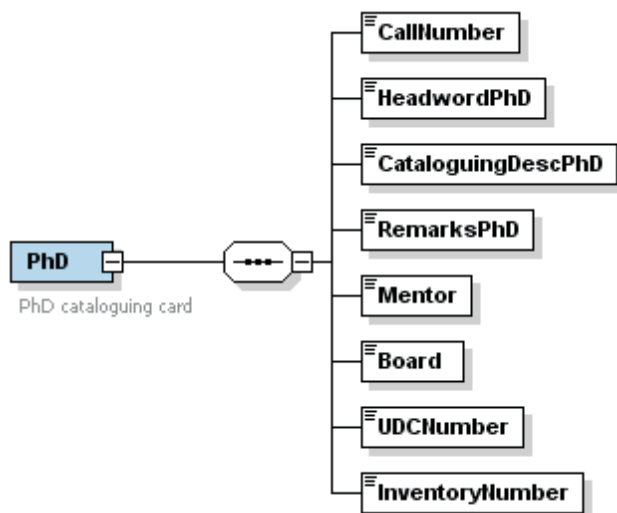 CallNumber
HeadwordPhD
CataloguingDescPhD
RemarksPhD
PhD
PhD cataloguing card
Mentor
Board
UDCNumber
InventoryNumber